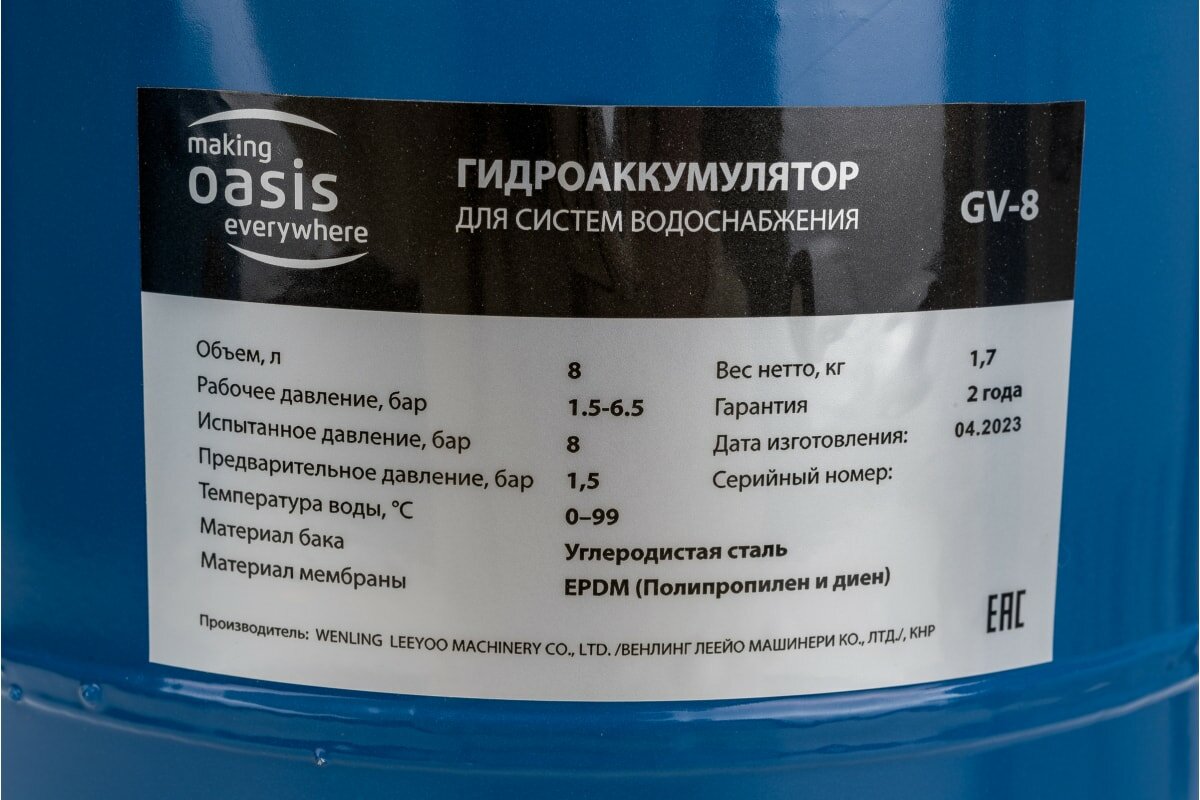 making
oasis
everywhere
ГИДРОАККУМУЛЯТОР
ДЛЯ СИСТЕМ ВОДОСНАБЖЕНИЯ
GV-8
Объем, л 8
Рабочее давление, бар 1.5-6.5
Испытанное давление, бар 8
Предварительное давление, бар 1,5
Температура воды, °C 0–99
Материал бака Углеродистая сталь
Материал мембраны EPDM (Полипропилен и диен)
Вес нетто, кг 1,7
Гарантия 2 года
Дата изготовления: 04.2023
Серийный номер:
Производитель: WENLING LEEYOO MACHINERY CO., LTD. /ВЕНЛИНГ ЛЕЕЙО МАШИНЕРИ КО., ЛТД./, КНР
EAC